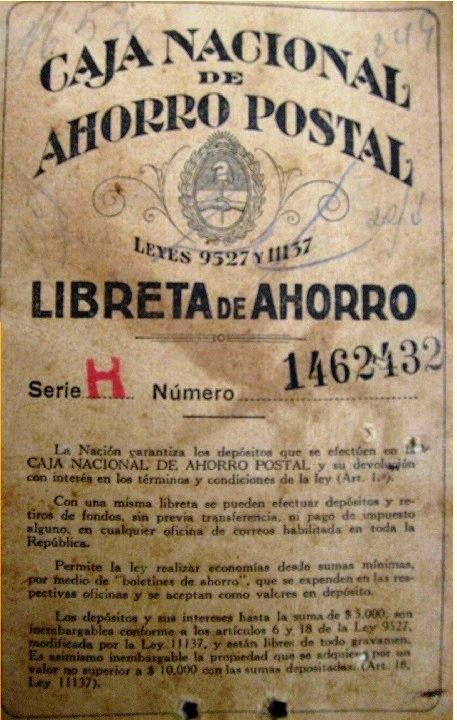 849
CAJA NACIONAL
DE
AHORRO POSTAL
LEYES 9527 Y 11137
LIBRETA DE AHORRO
Serie H Número 1462432
La Nación garantiza los depósitos que se efectúen en la
CAJA NACIONAL DE AHORRO POSTAL y su devolución
con interés en los términos y condiciones de la ley (Art. 1.º).
Con una misma libreta se pueden efectuar depósitos y re-
tiros de fondos, sin previa transferencia, ni pago de impuesto
alguno, en cualquier oficina de correos habilitada en toda la
República.
Permite la ley realizar economías desde sumas mínimas,
por medio de "boletines de ahorro", que se expenden en las res-
pectivas oficinas y se aceptan como valores en depósito.
Los depósitos y sus intereses hasta la suma de $ 5.000, son
inembargables conforme a los artículos 6 y 18 de la Ley 9527,
modificada por la Ley 11137, y están libres de todo gravamen.
Es asimismo inembargable la propiedad que se adquiera por un
valor no superior a $ 10.000 con las sumas depositadas. (Art. 18,
Ley 11137).